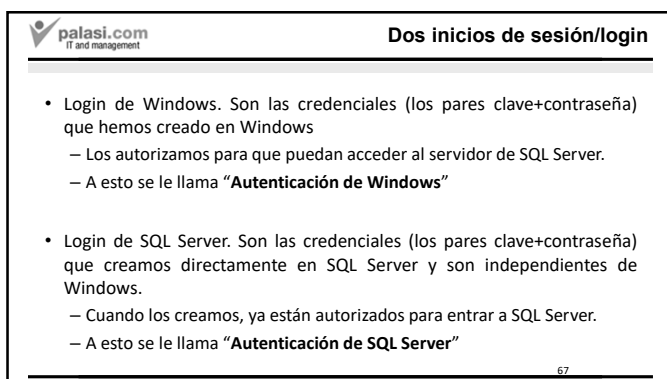 palasi.com
IT and management
Dos inicios de sesión/login
• Login de Windows. Son las credenciales (los pares clave+contraseña)
que hemos creado en Windows
– Los autorizamos para que puedan acceder al servidor de SQL Server.
– A esto se le llama “Autenticación de Windows”
• Login de SQL Server. Son las credenciales (los pares clave+contraseña)
que creamos directamente en SQL Server y son independientes de
Windows.
– Cuando los creamos, ya están autorizados para entrar a SQL Server.
– A esto se le llama “Autenticación de SQL Server”
67